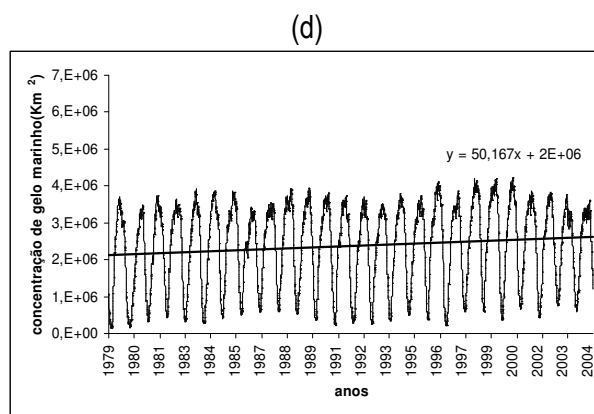 (d)
concentração de gelo marinho(Km ²)
7,E+06
6,E+06
5,E+06
4,E+06
3,E+06
2,E+06
1,E+06
0,E+00
y = 50,167x + 2E+06
1979
1980
1981
1983
1984
1985
1987
1988
1989
1991
1992
1993
1995
1996
1997
1999
2000
2002
2003
2004
anos